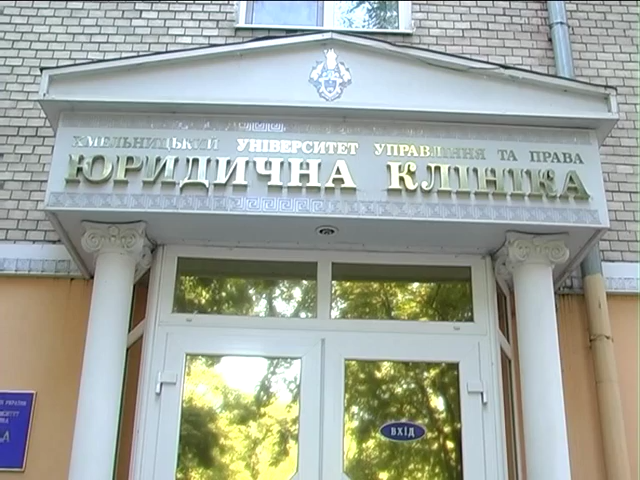 ХМЕЛЬНИЦЬКИЙ УНІВЕРСИТЕТ УПРАВЛІННЯ ТА ПРАВА
ЮРИДИЧНА КЛІНІКА
ВХІД